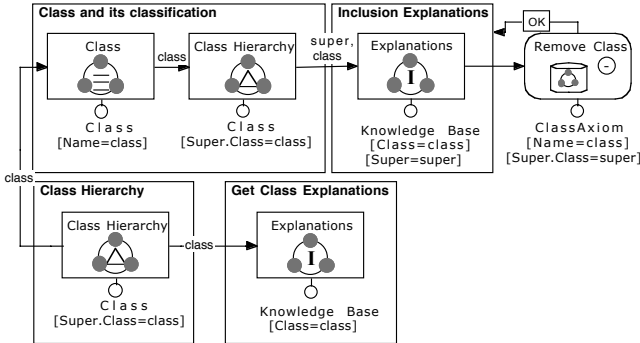 Class and its classification
Inclusion Explanations
OK
Class
class
Class Hierarchy
super,
class
Explanations
I
Remove Class
Class
[Name=class]
Class
[Super.Class=class]
Knowledge Base
[Class=class]
[Super=super]
ClassAxiom
[Name=class]
[Super.Class=super]
class
Class Hierarchy
Get Class Explanations
Class Hierarchy
class
Explanations
I
Class
[Super.Class=class]
Knowledge Base
[Class=class]